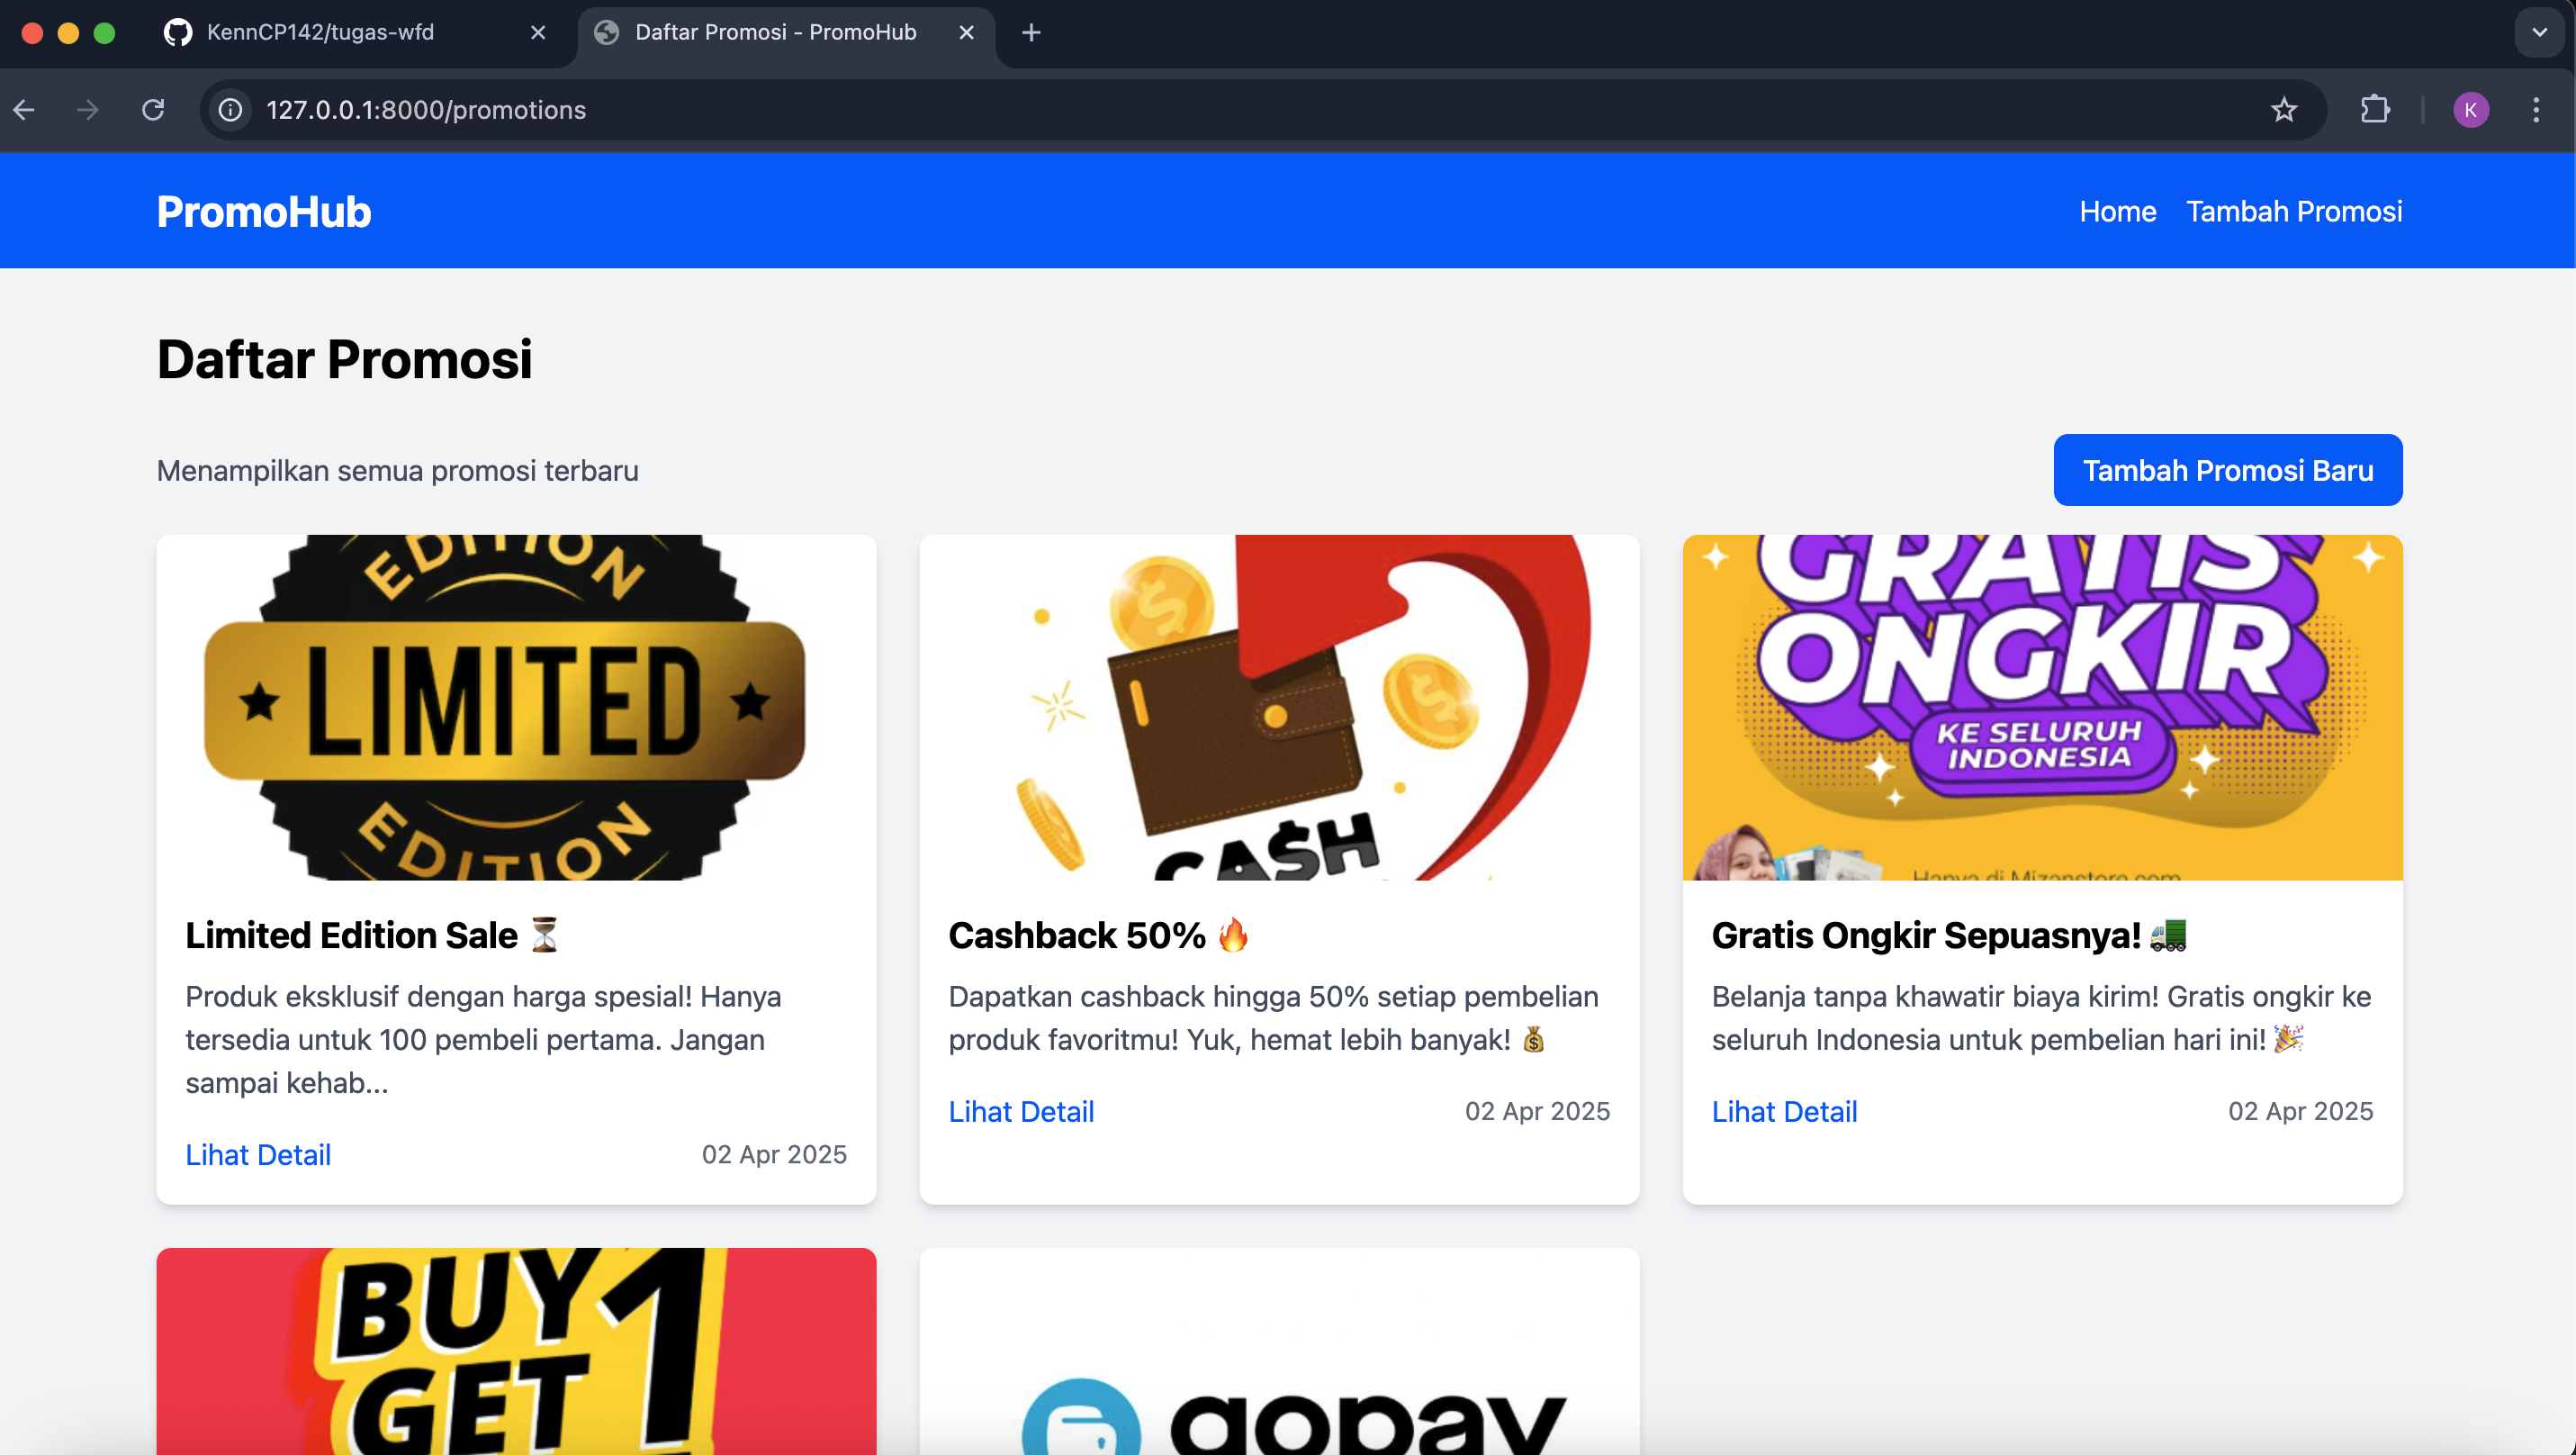 KennCP142/tugas-wfd
Daftar Promosi - PromoHub
127.0.0.1:8000/promotions
K
PromoHub
Home
Tambah Promosi
Daftar Promosi
Menampilkan semua promosi terbaru
Tambah Promosi Baru
EDITION
LIMITED
EDITION
CASH
GRATIS
ONGKIR
KE SELURUH
INDONESIA
Hanya di Mizanstore.com
Limited Edition Sale ⏳
Produk eksklusif dengan harga spesial! Hanya
tersedia untuk 100 pembeli pertama. Jangan
sampai kehab...
Lihat Detail
02 Apr 2025
Cashback 50% 🔥
Dapatkan cashback hingga 50% setiap pembelian
produk favoritmu! Yuk, hemat lebih banyak! 💰
Lihat Detail
02 Apr 2025
Gratis Ongkir Sepuasnya! 🚛
Belanja tanpa khawatir biaya kirim! Gratis ongkir ke
seluruh Indonesia untuk pembelian hari ini! 🎉
Lihat Detail
02 Apr 2025
BUY 1
GET
gopay